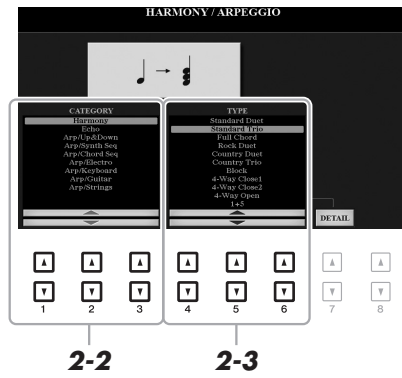 HARMONY / ARPEGGIO
CATEGORY
Harmony
Echo
Arp/Up&Down
Arp/Synth Seq
Arp/Chord Seq
Arp/Electro
Arp/Keyboard
Arp/Guitar
Arp/Strings
TYPE
Standard Duet
Standard Trio
Full Chord
Rock Duet
Country Duet
Country Trio
Block
4-Way Close1
4-Way Close2
4-Way Open
1+5
DETAIL
1 2 3 4 5 6 7 8
2-2 2-3